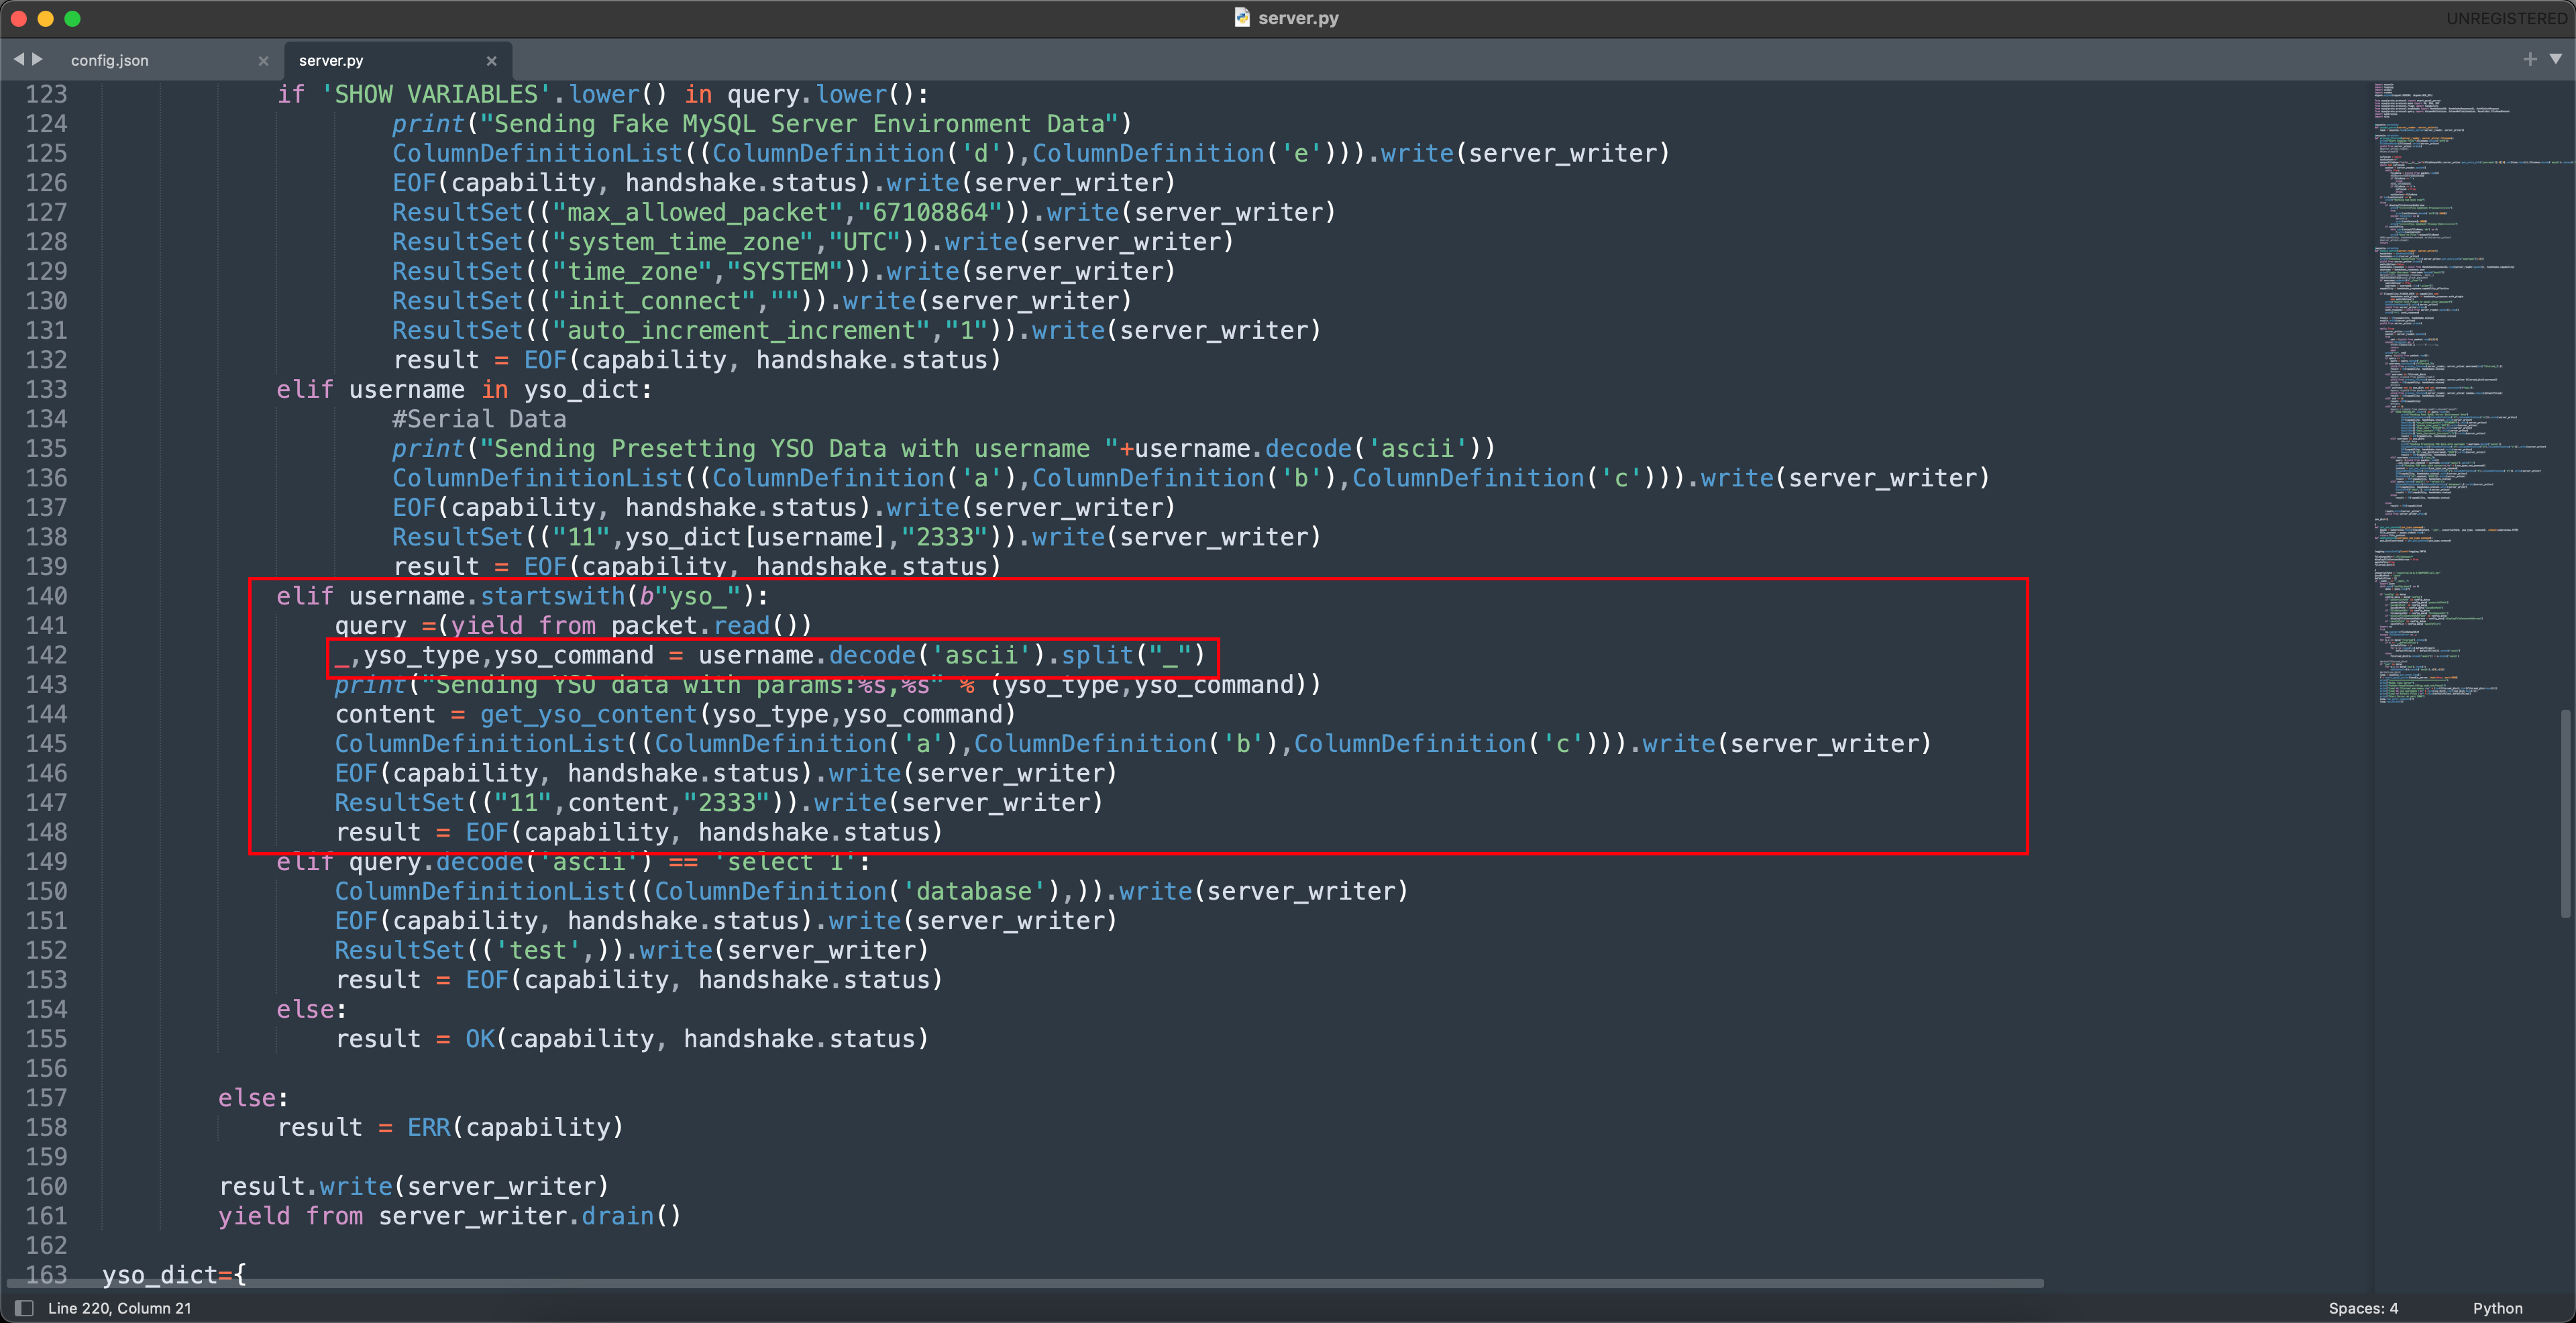 server.py
UNREGISTERED
config.json
server.py
123 if 'SHOW VARIABLES'.lower() in query.lower():
124 print("Sending Fake MySQL Server Environment Data")
125 ColumnDefinitionList((ColumnDefinition('d'),ColumnDefinition('e'))).write(server_writer)
126 EOF(capability, handshake.status).write(server_writer)
127 ResultSet(("max_allowed_packet","67108864")).write(server_writer)
128 ResultSet(("system_time_zone","UTC")).write(server_writer)
129 ResultSet(("time_zone","SYSTEM")).write(server_writer)
130 ResultSet(("init_connect","")).write(server_writer)
131 ResultSet(("auto_increment_increment","1")).write(server_writer)
132 result = EOF(capability, handshake.status)
133 elif username in yso_dict:
134 #Serial Data
135 print("Sending Presetting YSO Data with username "+username.decode('ascii'))
136 ColumnDefinitionList((ColumnDefinition('a'),ColumnDefinition('b'),ColumnDefinition('c'))).write(server_writer)
137 EOF(capability, handshake.status).write(server_writer)
138 ResultSet(("11",yso_dict[username],"2333")).write(server_writer)
139 result = EOF(capability, handshake.status)
140 elif username.startswith(b"yso_"):
141 query =(yield from packet.read())
142 _,yso_type,yso_command = username.decode('ascii').split("_")
143 print("Sending YSO data with params:%s,%s" % (yso_type,yso_command))
144 content = get_yso_content(yso_type,yso_command)
145 ColumnDefinitionList((ColumnDefinition('a'),ColumnDefinition('b'),ColumnDefinition('c'))).write(server_writer)
146 EOF(capability, handshake.status).write(server_writer)
147 ResultSet(("11",content,"2333")).write(server_writer)
148 result = EOF(capability, handshake.status)
149 elif query.decode('ascii') == 'select 1':
150 ColumnDefinitionList((ColumnDefinition('database'),)).write(server_writer)
151 EOF(capability, handshake.status).write(server_writer)
152 ResultSet(('test',)).write(server_writer)
153 result = EOF(capability, handshake.status)
154 else:
155 result = OK(capability, handshake.status)
156
157 else:
158 result = ERR(capability)
159
160 result.write(server_writer)
161 yield from server_writer.drain()
162
163 yso_dict={
Line 220, Column 21
Spaces: 4
Python